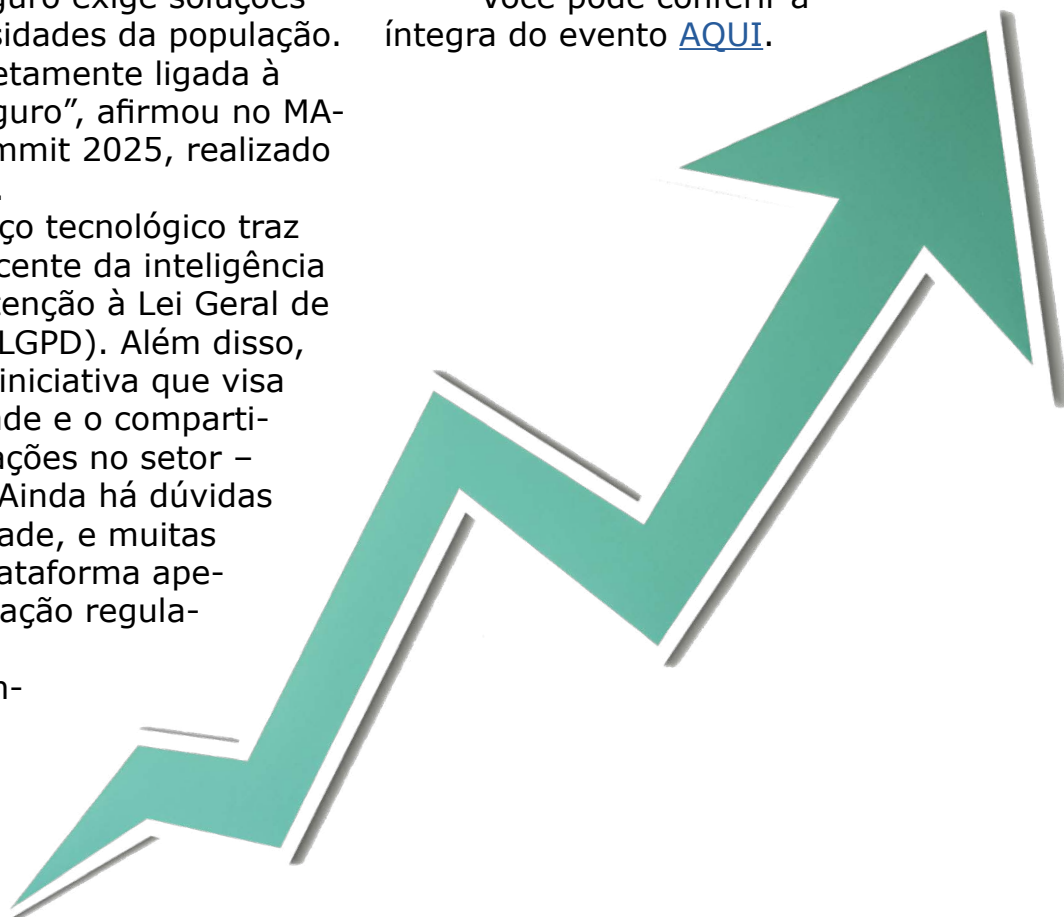 guro exige soluções
sidades da população.
etamente ligada à
guro”, afirmou no MA-
mmit 2025, realizado
ço tecnológico traz
cente da inteligência
tenção à Lei Geral de
LGPD). Além disso,
iniciativa que visa
de e o comparti-
ações no setor –
Ainda há dúvidas
ade, e muitas
ataforma ape-
ação regula-
n-
Você pode conferir a
íntegra do evento AQUI.